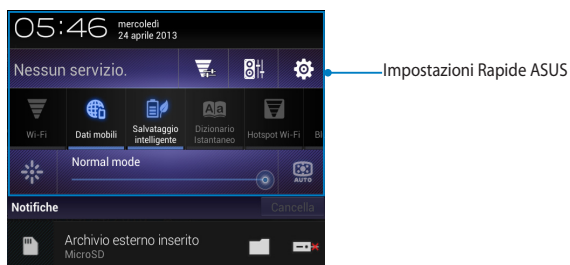 05:46 mercoledì
24 aprile 2013
Nessun servizio.
Impostazioni Rapide ASUS
Wi-Fi
Dati mobili
Salvataggio
intelligente
Dizionario
Istantaneo
Hotspot Wi-Fi
Bl
Normal mode
AUTO
Notifiche
Cancella
Archivio esterno inserito
MicroSD